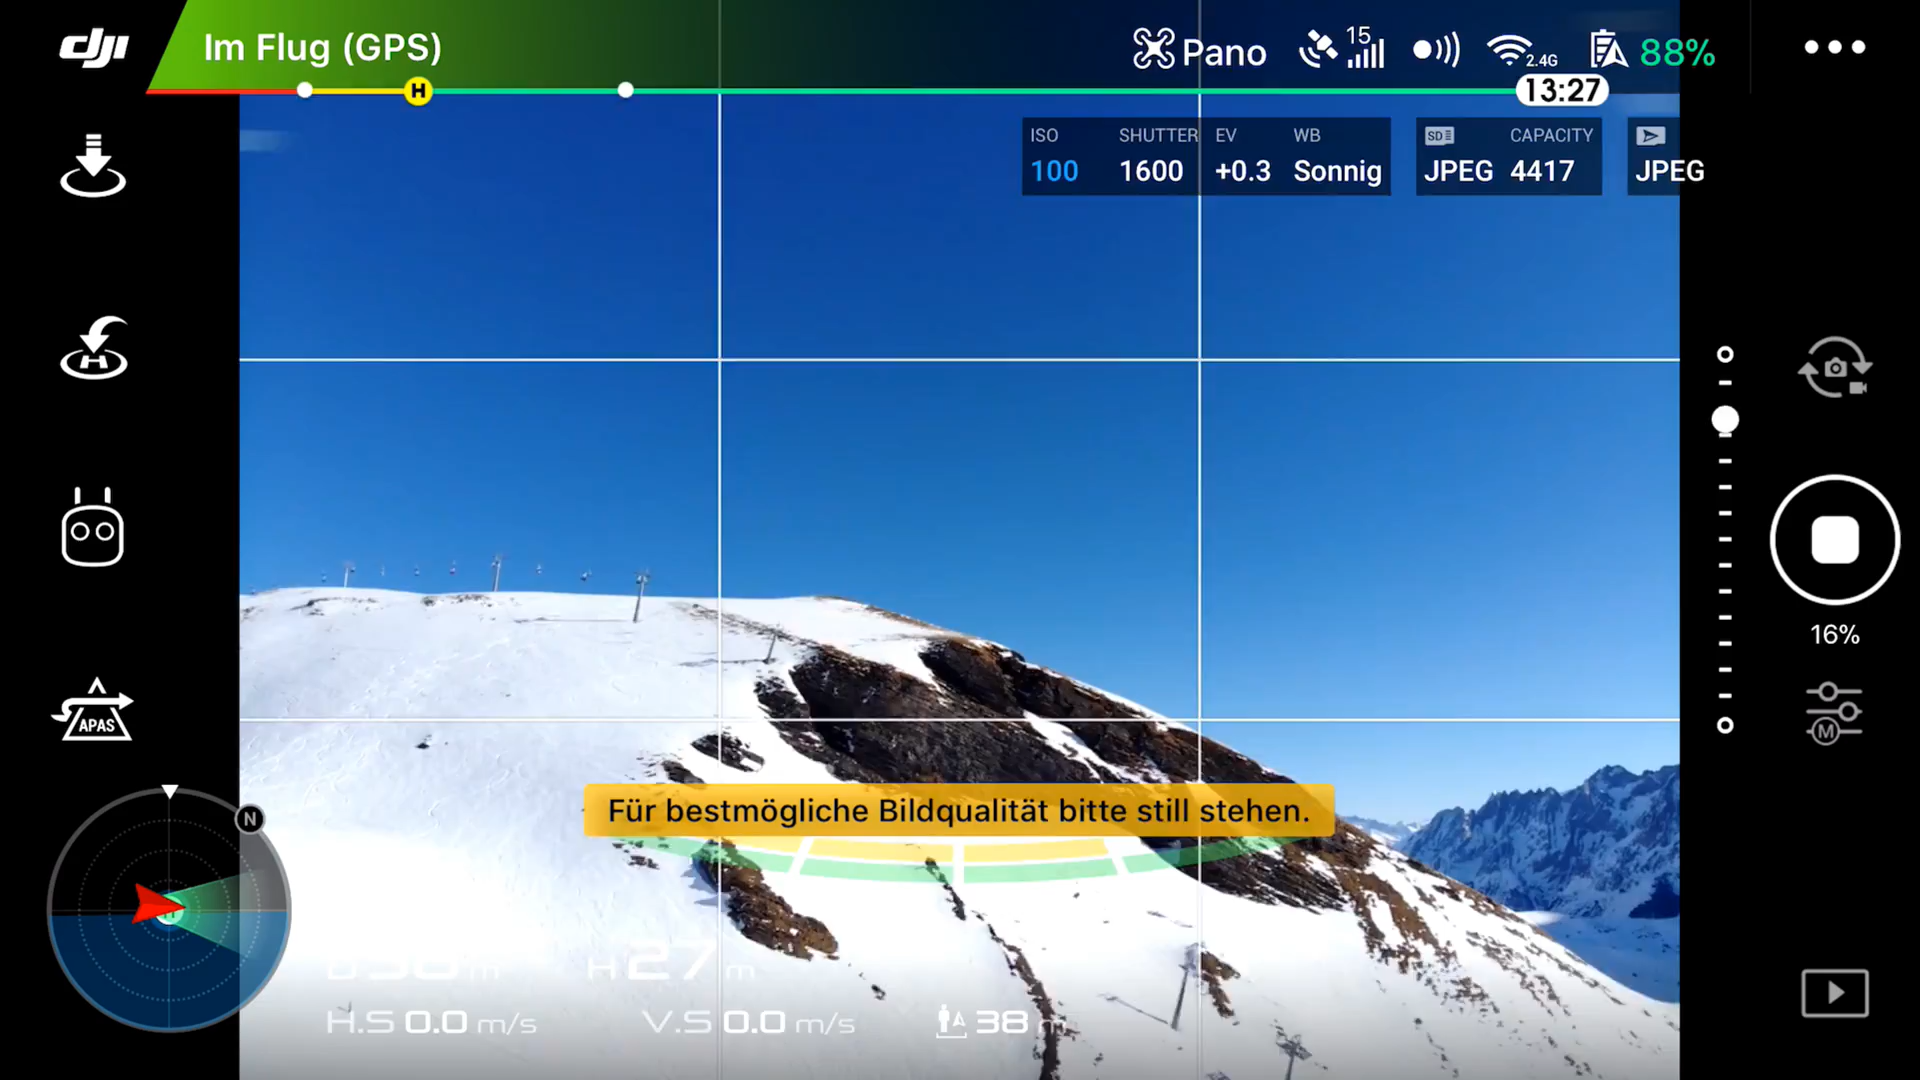 dji
Im Flug (GPS)
Pano
15
2.4G
88%
H
13:27
ISO
SHUTTER
EV
WB
SD
CAPACITY
100
1600
+0.3
Sonnig
JPEG
4417
JPEG
H
16%
APAS
M
Für bestmögliche Bildqualität bitte still stehen.
N
H 27 m
H.S 0.0 m/s
V.S 0.0 m/s
38 m